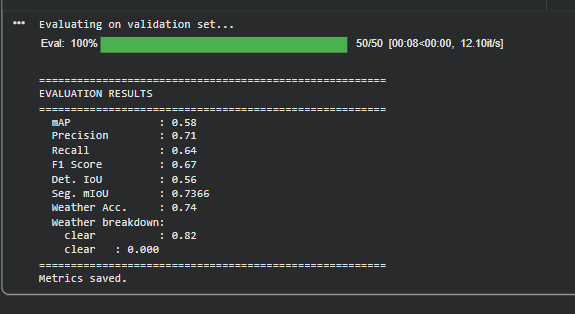 Evaluating on validation set...
Eval: 100% 50/50 [00:08<00:00, 12.10it/s]
======================================================
EVALUATION RESULTS
======================================================
mAP : 0.58
Precision : 0.71
Recall : 0.64
F1 Score : 0.67
Det. IoU : 0.56
Seg. mIoU : 0.7366
Weather Acc. : 0.74
Weather breakdown:
clear : 0.82
clear : 0.000
======================================================
Metrics saved.